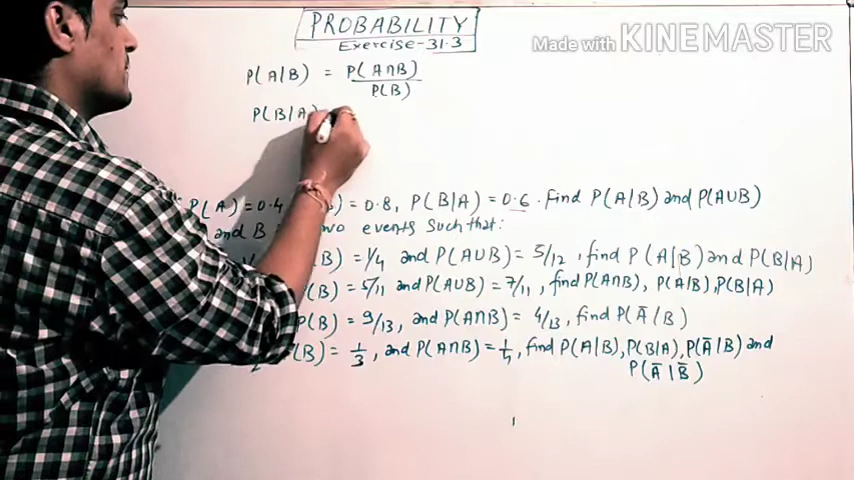 PROBABILITY
Exercise-31.3
Made with KINEMASTER
P(A|B) = P(A∩B)
P(B)
P(B|A)
P(A) = 0.4 ) = 0.8, P(B|A) = 0.6 . Find P(A|B) and P(A∪B)
and B two events such that:
B) = 1/4 and P(A∪B) = 5/12, find P(A|B) and P(B|A)
(B) = 5/11 and P(A∪B) = 7/11, find P(A∩B), P(A|B), P(B|A)
P(B) = 9/13, and P(A∩B) = 4/13, find P(Ā|B)
(B) = 1/3, and P(A∩B) = 1/4, find P(A|B), P(B|A), P(Ā|B) and
P(Ā|B̄)